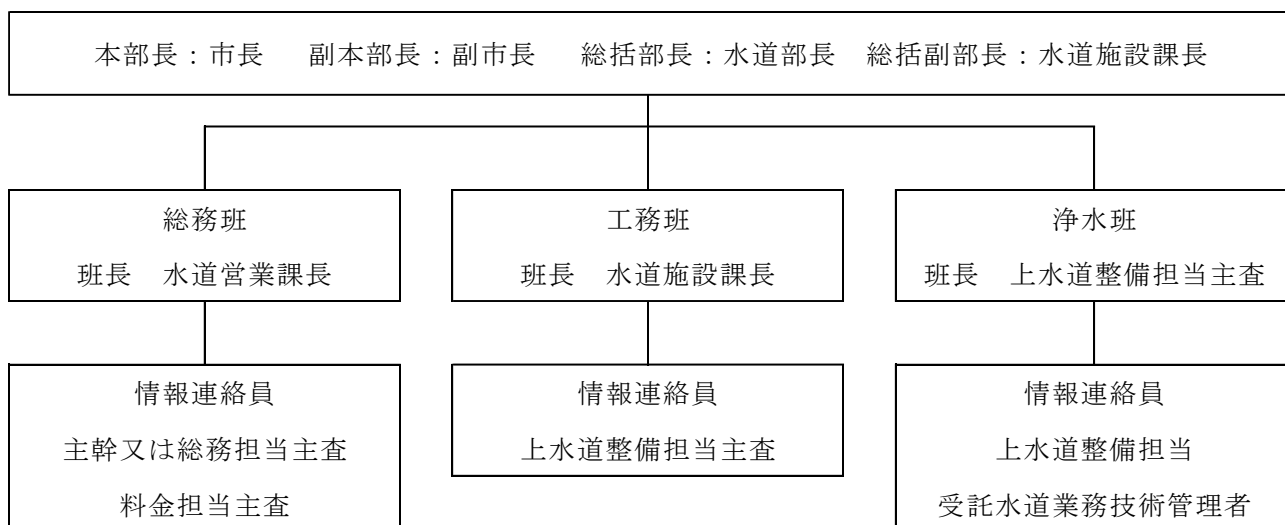 本部長：市長　副本部長：副市長　総括部長：水道部長　総括副部長：水道施設課長
総務班
班長　水道営業課長
工務班
班長　水道施設課長
浄水班
班長　上水道整備担当主査
情報連絡員
主幹又は総務担当主査
料金担当主査
情報連絡員
上水道整備担当主査
情報連絡員
上水道整備担当
受託水道業務技術管理者